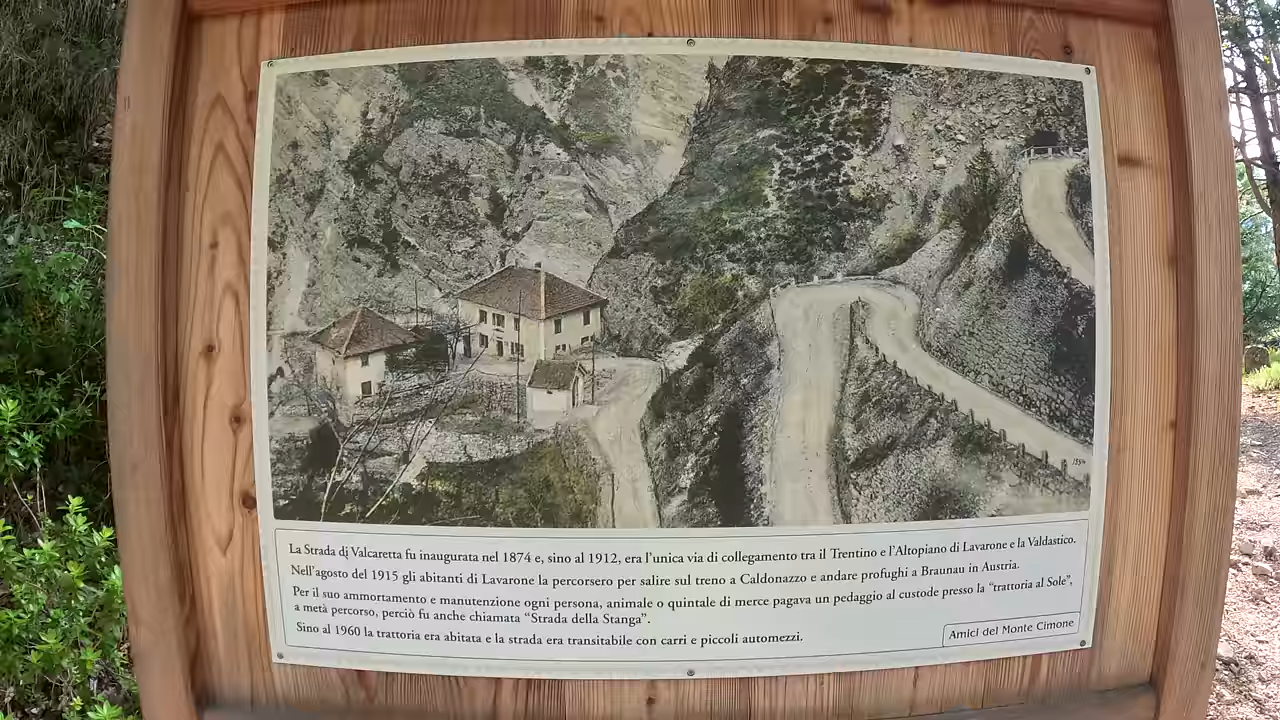 1554
La Strada di Valcaretta fu inaugurata nel 1874 e, sino al 1912, era l'unica via di collegamento tra il Trentino e l'Altopiano di Lavarone e la Valdastico.
Nell'agosto del 1915 gli abitanti di Lavarone la percorsero per salire sul treno a Caldonazzo e andare profughi a Braunau in Austria.
Per il suo ammortamento e manutenzione ogni persona, animale o quintale di merce pagava un pedaggio al custode presso la "trattoria al Sole",
a metà percorso, perciò fu anche chiamata "Strada della Stanga".
Sino al 1960 la trattoria era abitata e la strada era transitabile con carri e piccoli automezzi.
Amici del Monte Cimone